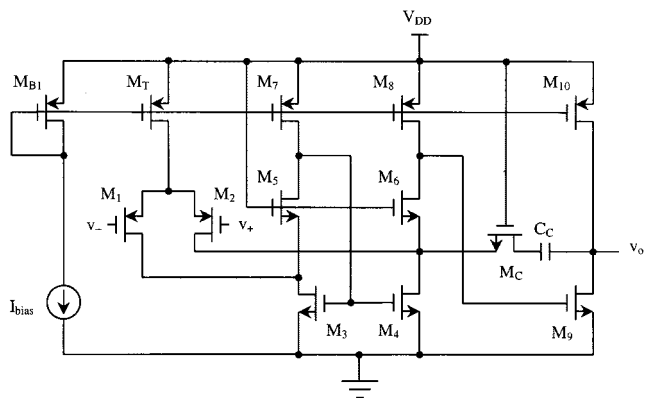 V_DD
M_B1
M_T
M_7
M_8
M_10
M_1
M_2
M_5
M_6
v_−
v_+
C_C
v_o
M_C
I_bias
M_3
M_4
M_9